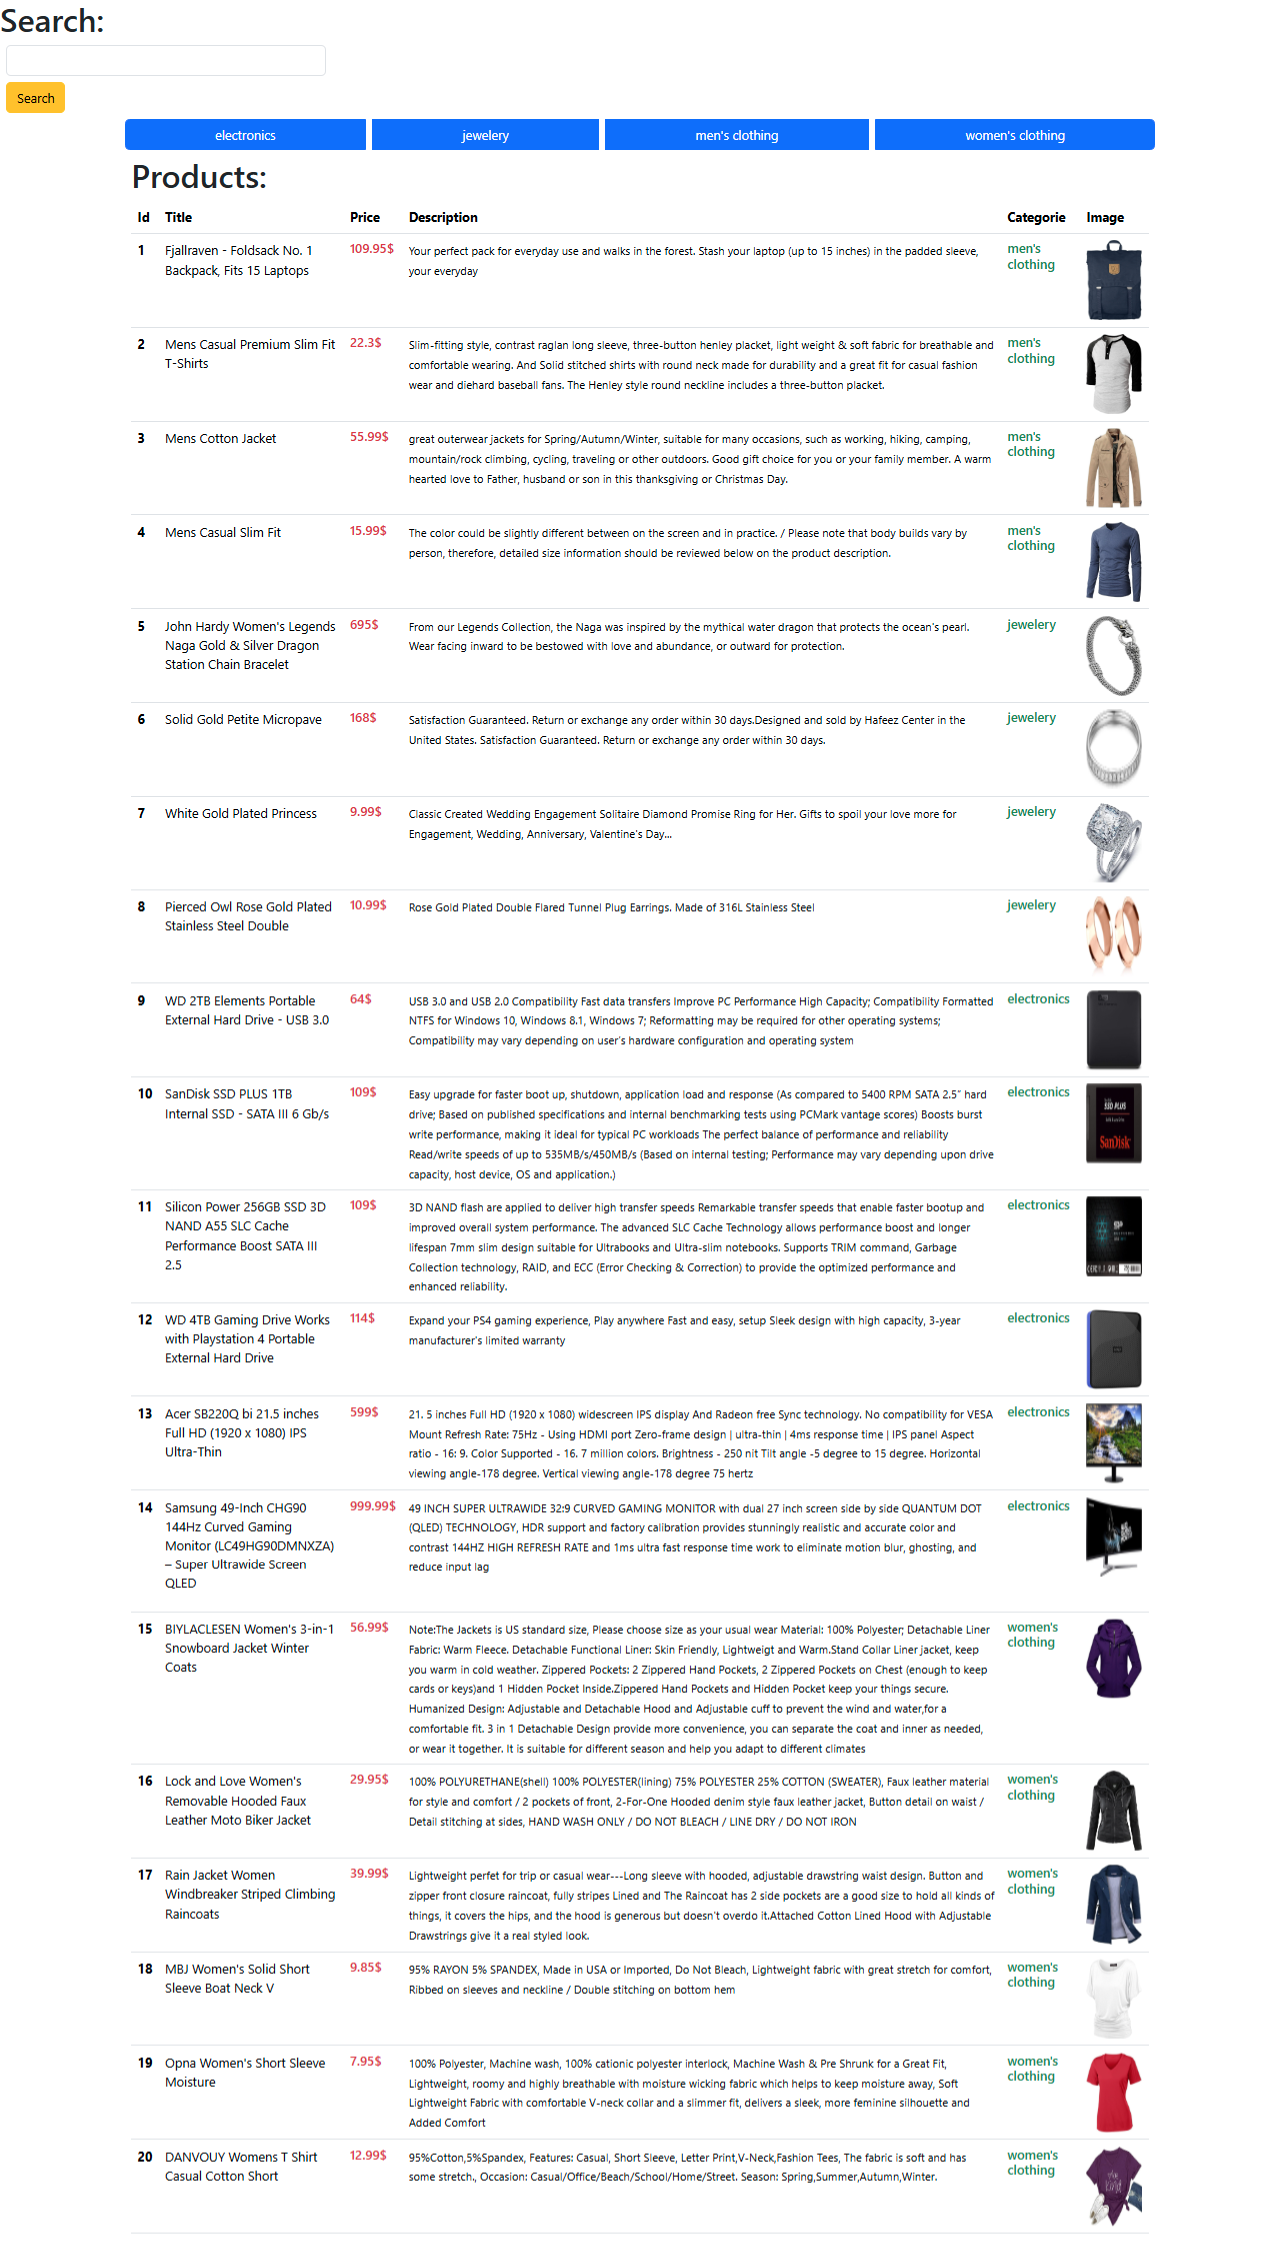 Search:
Search
electronics jewelery men's clothing women's clothing
Products:
Id Title Price Description Categorie Image
1 Fjallraven - Foldsack No. 1 109.95$ Your perfect pack for everyday use and walks in the forest. Stash your laptop (up to 15 inches) in the padded sleeve, men's
Backpack, Fits 15 Laptops your everyday clothing
2 Mens Casual Premium Slim Fit 22.3$ Slim-fitting style, contrast raglan long sleeve, three-button henley placket, light weight & soft fabric for breathable and men's
T-Shirts comfortable wearing. And Solid stitched shirts with round neck made for durability and a great fit for casual fashion clothing
wear and diehard baseball fans. The Henley style round neckline includes a three-button placket.
3 Mens Cotton Jacket 55.99$ great outerwear jackets for Spring/Autumn/Winter, suitable for many occasions, such as working, hiking, camping, men's
mountain/rock climbing, cycling, traveling or other outdoors. Good gift choice for you or your family member. A warm clothing
hearted love to Father, husband or son in this thanksgiving or Christmas Day.
4 Mens Casual Slim Fit 15.99$ The color could be slightly different between on the screen and in practice. / Please note that body builds vary by men's
person, therefore, detailed size information should be reviewed below on the product description. clothing
5 John Hardy Women's Legends 695$ From our Legends Collection, the Naga was inspired by the mythical water dragon that protects the ocean's pearl. jewelery
Naga Gold & Silver Dragon Wear facing inward to be bestowed with love and abundance, or outward for protection.
Station Chain Bracelet
6 Solid Gold Petite Micropave 168$ Satisfaction Guaranteed. Return or exchange any order within 30 days.Designed and sold by Hafeez Center in the jewelery
United States. Satisfaction Guaranteed. Return or exchange any order within 30 days.
7 White Gold Plated Princess 9.99$ Classic Created Wedding Engagement Solitaire Diamond Promise Ring for Her. Gifts to spoil your love more for jewelery
Engagement, Wedding, Anniversary, Valentine's Day...
8 Pierced Owl Rose Gold Plated 10.99$ Rose Gold Plated Double Flared Tunnel Plug Earrings. Made of 316L Stainless Steel jewelery
Stainless Steel Double
9 WD 2TB Elements Portable 64$ USB 3.0 and USB 2.0 Compatibility Fast data transfers Improve PC Performance High Capacity; Compatibility Formatted electronics
External Hard Drive - USB 3.0 NTFS for Windows 10, Windows 8.1, Windows 7; Reformatting may be required for other operating systems;
Compatibility may vary depending on user's hardware configuration and operating system
10 SanDisk SSD PLUS 1TB 109$ Easy upgrade for faster boot up, shutdown, application load and response (As compared to 5400 RPM SATA 2.5" hard electronics
Internal SSD - SATA III 6 Gb/s drive; Based on published specifications and internal benchmarking tests using PCMark vantage scores) Boosts burst
write performance, making it ideal for typical PC workloads The perfect balance of performance and reliability
Read/write speeds of up to 535MB/s/450MB/s (Based on internal testing; Performance may vary depending upon drive
capacity, host device, OS and application.)
SSD PLUS
SanDisk
11 Silicon Power 256GB SSD 3D 109$ 3D NAND flash are applied to deliver high transfer speeds Remarkable transfer speeds that enable faster bootup and electronics
NAND A55 SLC Cache improved overall system performance. The advanced SLC Cache Technology allows performance boost and longer
Performance Boost SATA III lifespan 7mm slim design suitable for Ultrabooks and Ultra-slim notebooks. Supports TRIM command, Garbage
2.5 Collection technology, RAID, and ECC (Error Checking & Correction) to provide the optimized performance and
enhanced reliability.
12 WD 4TB Gaming Drive Works 114$ Expand your PS4 gaming experience, Play anywhere Fast and easy, setup Sleek design with high capacity, 3-year electronics
with Playstation 4 Portable manufacturer's limited warranty
External Hard Drive
13 Acer SB220Q bi 21.5 inches 599$ 21. 5 inches Full HD (1920 x 1080) widescreen IPS display And Radeon free Sync technology. No compatibility for VESA electronics
Full HD (1920 x 1080) IPS Mount Refresh Rate: 75Hz - Using HDMI port Zero-frame design | ultra-thin | 4ms response time | IPS panel Aspect
Ultra-Thin ratio - 16: 9. Color Supported - 16. 7 million colors. Brightness - 250 nit Tilt angle -5 degree to 15 degree. Horizontal
viewing angle-178 degree. Vertical viewing angle-178 degree 75 hertz
14 Samsung 49-Inch CHG90 999.99$ 49 INCH SUPER ULTRAWIDE 32:9 CURVED GAMING MONITOR with dual 27 inch screen side by side QUANTUM DOT electronics
144Hz Curved Gaming (QLED) TECHNOLOGY, HDR support and factory calibration provides stunningly realistic and accurate color and
Monitor (LC49HG90DMNXZA) contrast 144HZ HIGH REFRESH RATE and 1ms ultra fast response time work to eliminate motion blur, ghosting, and
– Super Ultrawide Screen reduce input lag
QLED
15 BIYLACLESEN Women's 3-in-1 56.99$ Note:The Jackets is US standard size, Please choose size as your usual wear Material: 100% Polyester; Detachable Liner women's
Snowboard Jacket Winter Fabric: Warm Fleece. Detachable Functional Liner: Skin Friendly, Lightweigt and Warm.Stand Collar Liner jacket, keep clothing
Coats you warm in cold weather. Zippered Pockets: 2 Zippered Hand Pockets, 2 Zippered Pockets on Chest (enough to keep
cards or keys)and 1 Hidden Pocket Inside.Zippered Hand Pockets and Hidden Pocket keep your things secure.
Humanized Design: Adjustable and Detachable Hood and Adjustable cuff to prevent the wind and water,for a
comfortable fit. 3 in 1 Detachable Design provide more convenience, you can separate the coat and inner as needed,
or wear it together. It is suitable for different season and help you adapt to different climates
16 Lock and Love Women's 29.95$ 100% POLYURETHANE(shell) 100% POLYESTER(lining) 75% POLYESTER 25% COTTON (SWEATER), Faux leather material women's
Removable Hooded Faux for style and comfort / 2 pockets of front, 2-For-One Hooded denim style faux leather jacket, Button detail on waist / clothing
Leather Moto Biker Jacket Detail stitching at sides, HAND WASH ONLY / DO NOT BLEACH / LINE DRY / DO NOT IRON
17 Rain Jacket Women 39.99$ Lightweight perfet for trip or casual wear---Long sleeve with hooded, adjustable drawstring waist design. Button and women's
Windbreaker Striped Climbing zipper front closure raincoat, fully stripes Lined and The Raincoat has 2 side pockets are a good size to hold all kinds of clothing
Raincoats things, it covers the hips, and the hood is generous but doesn't overdo it.Attached Cotton Lined Hood with Adjustable
Drawstrings give it a real styled look.
18 MBJ Women's Solid Short 9.85$ 95% RAYON 5% SPANDEX, Made in USA or Imported, Do Not Bleach, Lightweight fabric with great stretch for comfort, women's
Sleeve Boat Neck V Ribbed on sleeves and neckline / Double stitching on bottom hem clothing
19 Opna Women's Short Sleeve 7.95$ 100% Polyester, Machine wash, 100% cationic polyester interlock, Machine Wash & Pre Shrunk for a Great Fit, women's
Moisture Lightweight, roomy and highly breathable with moisture wicking fabric which helps to keep moisture away, Soft clothing
Lightweight Fabric with comfortable V-neck collar and a slimmer fit, delivers a sleek, more feminine silhouette and
Added Comfort
20 DANVOUY Womens T Shirt 12.99$ 95%Cotton,5%Spandex, Features: Casual, Short Sleeve, Letter Print,V-Neck,Fashion Tees, The fabric is soft and has women's
Casual Cotton Short some stretch., Occasion: Casual/Office/Beach/School/Home/Street. Season: Spring,Summer,Autumn,Winter. clothing